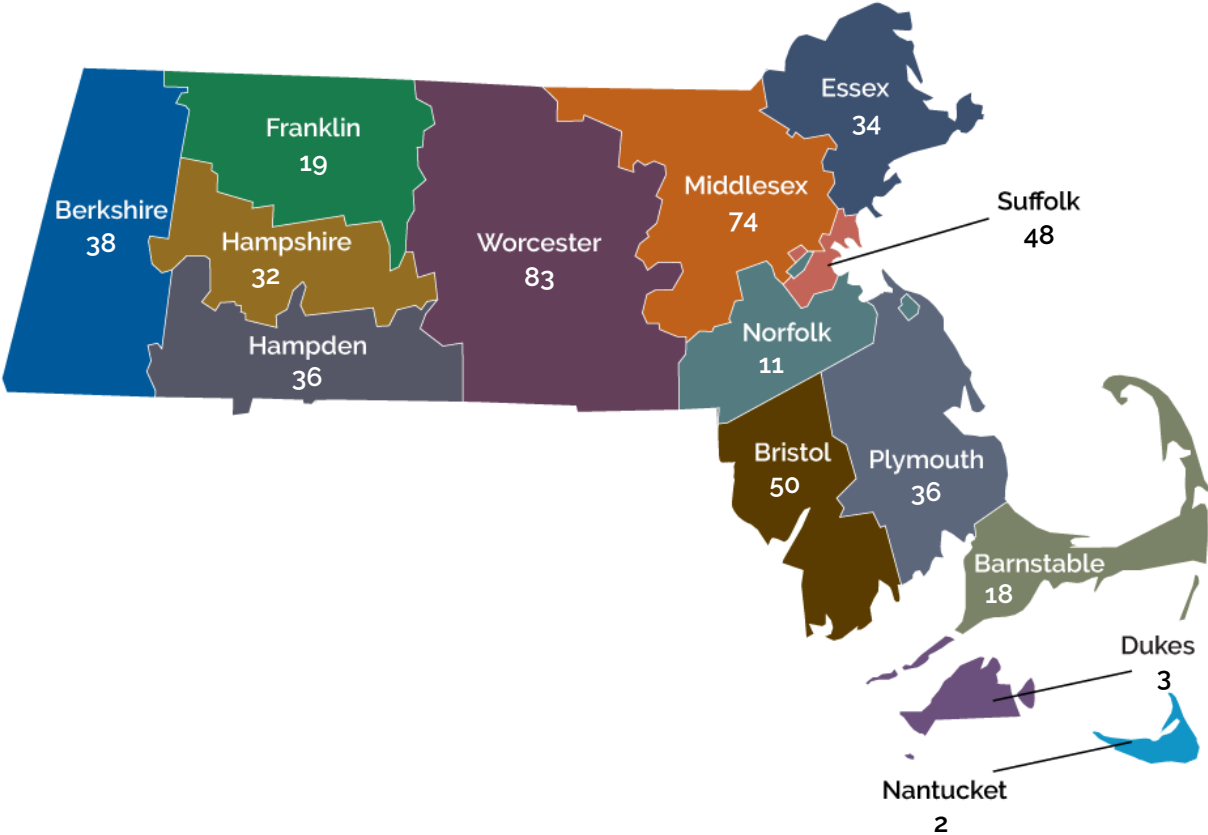 Essex
34
Franklin
19
Middlesex
74
Suffolk
48
Berkshire
38
Hampshire
32
Worcester
83
Norfolk
11
Hampden
36
Bristol
50
Plymouth
36
Barnstable
18
Dukes
3
Nantucket
2